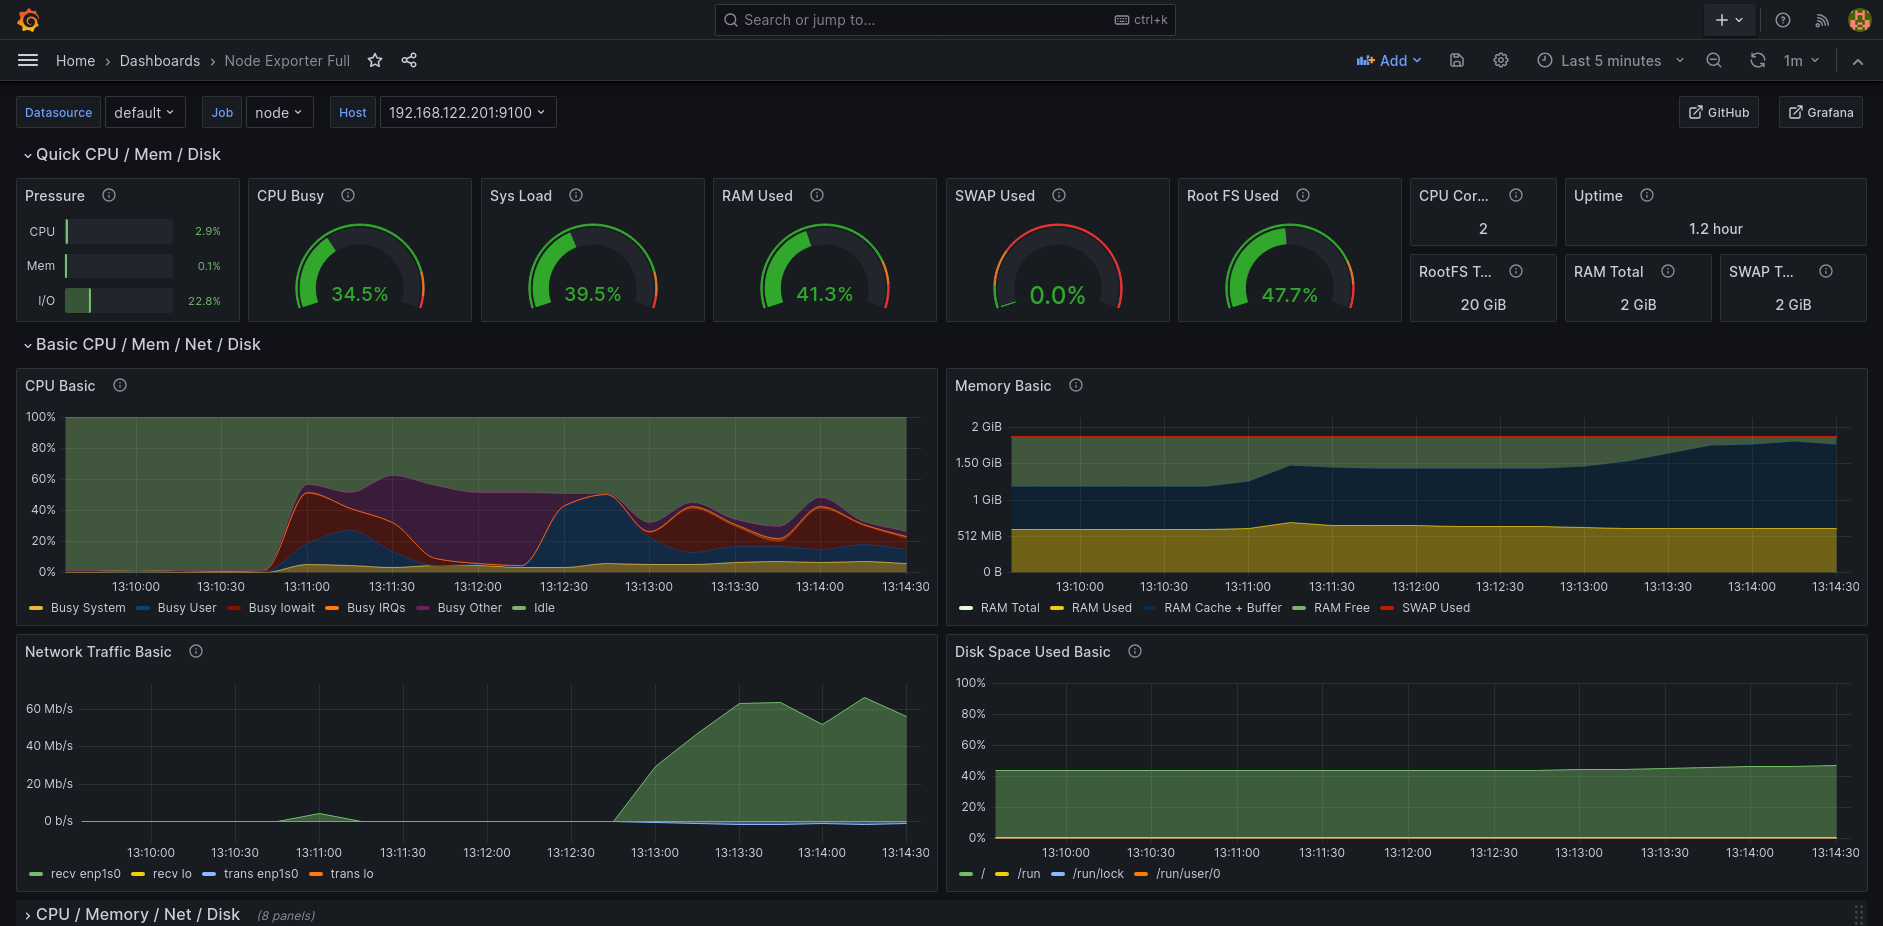 Search or jump to... ctrl+k
Home › Dashboards › Node Exporter Full Add Last 5 minutes 1m
Datasource default Job node Host 192.168.122.201:9100 GitHub Grafana
Quick CPU / Mem / Disk
Pressure
CPU 2.9%
Mem 0.1%
I/O 22.8%
CPU Busy
34.5%
Sys Load
39.5%
RAM Used
41.3%
SWAP Used
0.0%
Root FS Used
47.7%
CPU Cor...
2
Uptime
1.2 hour
RootFS T...
20 GiB
RAM Total
2 GiB
SWAP T...
2 GiB
Basic CPU / Mem / Net / Disk
CPU Basic
100%
80%
60%
40%
20%
0%
13:10:00 13:10:30 13:11:00 13:11:30 13:12:00 13:12:30 13:13:00 13:13:30 13:14:00 13:14:30
Busy System Busy User Busy Iowait Busy IRQs Busy Other Idle
Memory Basic
2 GiB
1.50 GiB
1 GiB
512 MiB
0 B
13:10:00 13:10:30 13:11:00 13:11:30 13:12:00 13:12:30 13:13:00 13:13:30 13:14:00 13:14:30
RAM Total RAM Used RAM Cache + Buffer RAM Free SWAP Used
Network Traffic Basic
60 Mb/s
40 Mb/s
20 Mb/s
0 b/s
13:10:00 13:10:30 13:11:00 13:11:30 13:12:00 13:12:30 13:13:00 13:13:30 13:14:00 13:14:30
recv enp1s0 recv lo trans enp1s0 trans lo
Disk Space Used Basic
100%
80%
60%
40%
20%
0%
13:10:00 13:10:30 13:11:00 13:11:30 13:12:00 13:12:30 13:13:00 13:13:30 13:14:00 13:14:30
/ /run /run/lock /run/user/0
CPU / Memory / Net / Disk (8 panels)